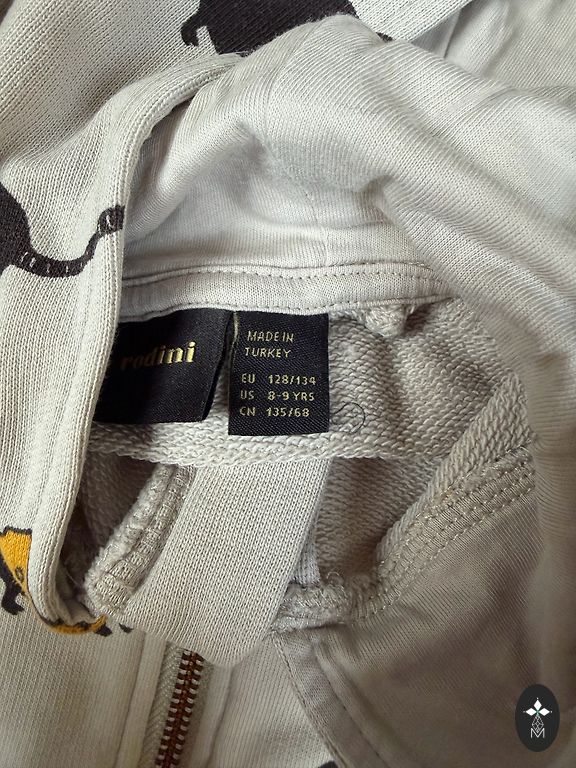 rodini
MADE IN
TURKEY
EU 128/134
US 8-9 YRS
CN 135/68
M